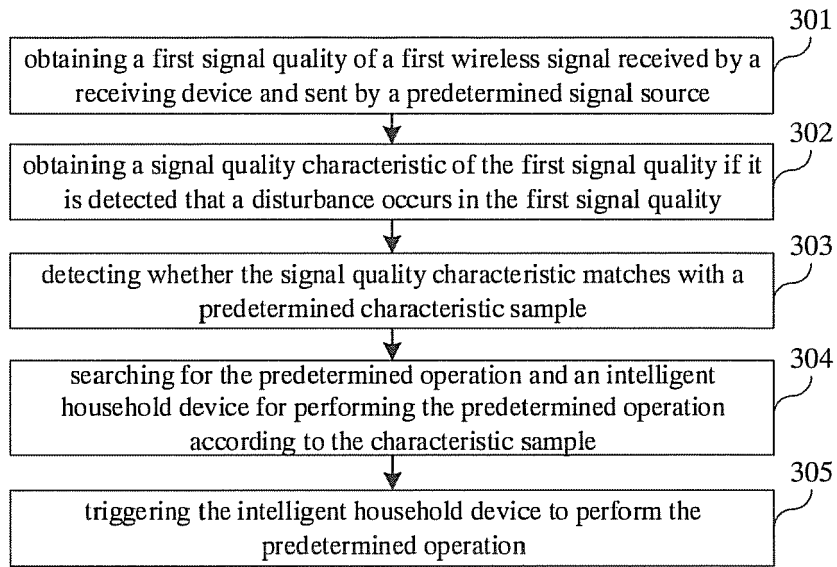 301
obtaining a first signal quality of a first wireless signal received by a
receiving device and sent by a predetermined signal source
302
obtaining a signal quality characteristic of the first signal quality if it
is detected that a disturbance occurs in the first signal quality
303
detecting whether the signal quality characteristic matches with a
predetermined characteristic sample
304
searching for the predetermined operation and an intelligent
household device for performing the predetermined operation
according to the characteristic sample
305
triggering the intelligent household device to perform the
predetermined operation